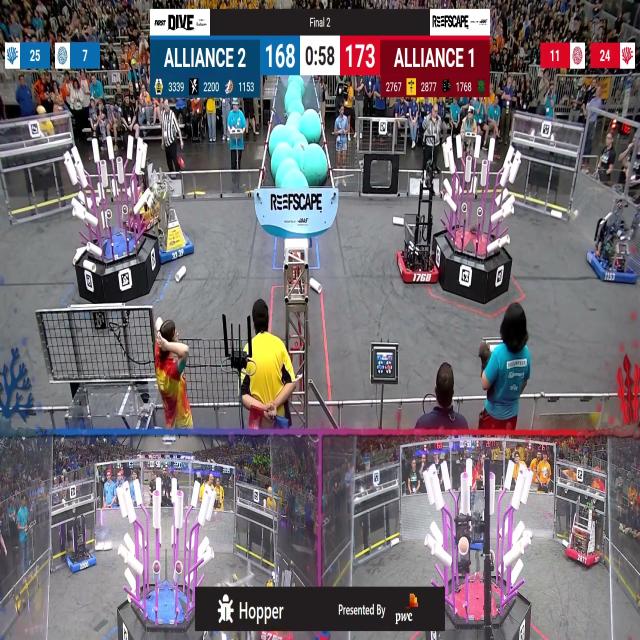 FIRST DIVE
Final 2
REEFSCAPE
25
7
ALLIANCE 2
168
0:58
173
ALLIANCE 1
11
24
3339
2200
1153
2767
2877
1768
REEFSCAPE
1768
Hopper
Presented By
pwc